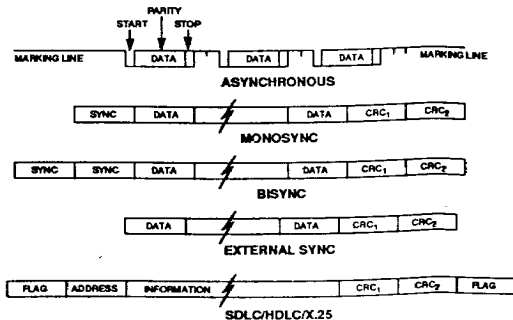 PARITY
START STOP
MARKING LINE DATA DATA DATA MARKING LINE
ASYNCHRONOUS
SYNC DATA DATA CRC₁ CRC₂
MONOSYNC
SYNC SYNC DATA DATA CRC₁ CRC₂
BISYNC
DATA DATA CRC₁ CRC₂
EXTERNAL SYNC
FLAG ADDRESS INFORMATION CRC₁ CRC₂ FLAG
SDLC/HDLC/X.25